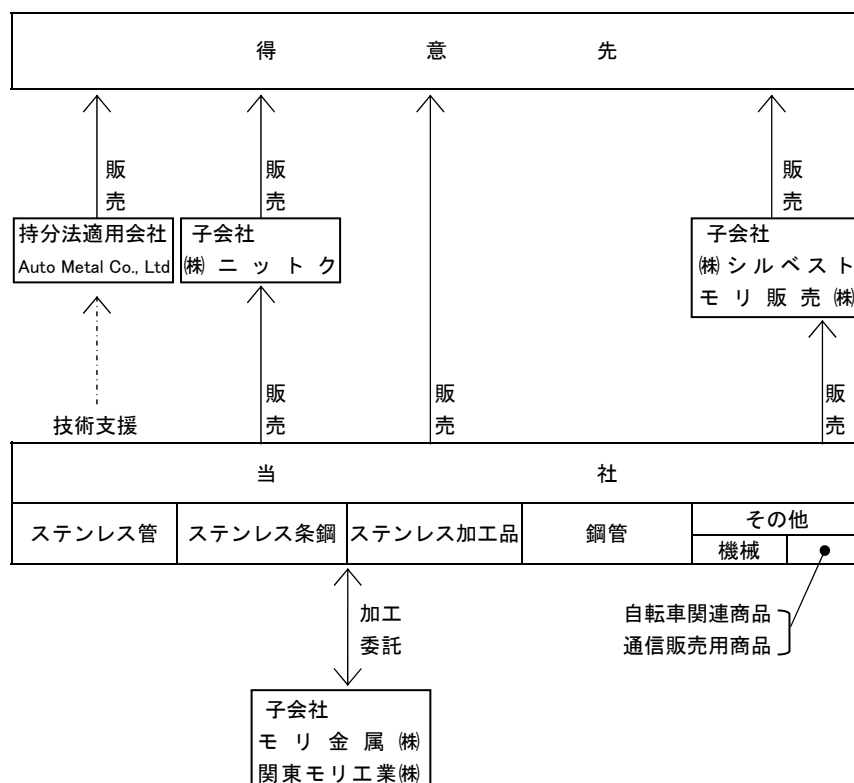 得意先
販売
販売
販売
持分法適用会社
Auto Metal Co., Ltd
子会社
㈱ニットク
子会社
㈱シルベスト
モリ販売㈱
技術支援
販売
販売
販売
当社
ステンレス管
ステンレス条鋼
ステンレス加工品
鋼管
その他
機械
加工
委託
自転車関連商品
通信販売用商品
子会社
モリ金属㈱
関東モリ工業㈱